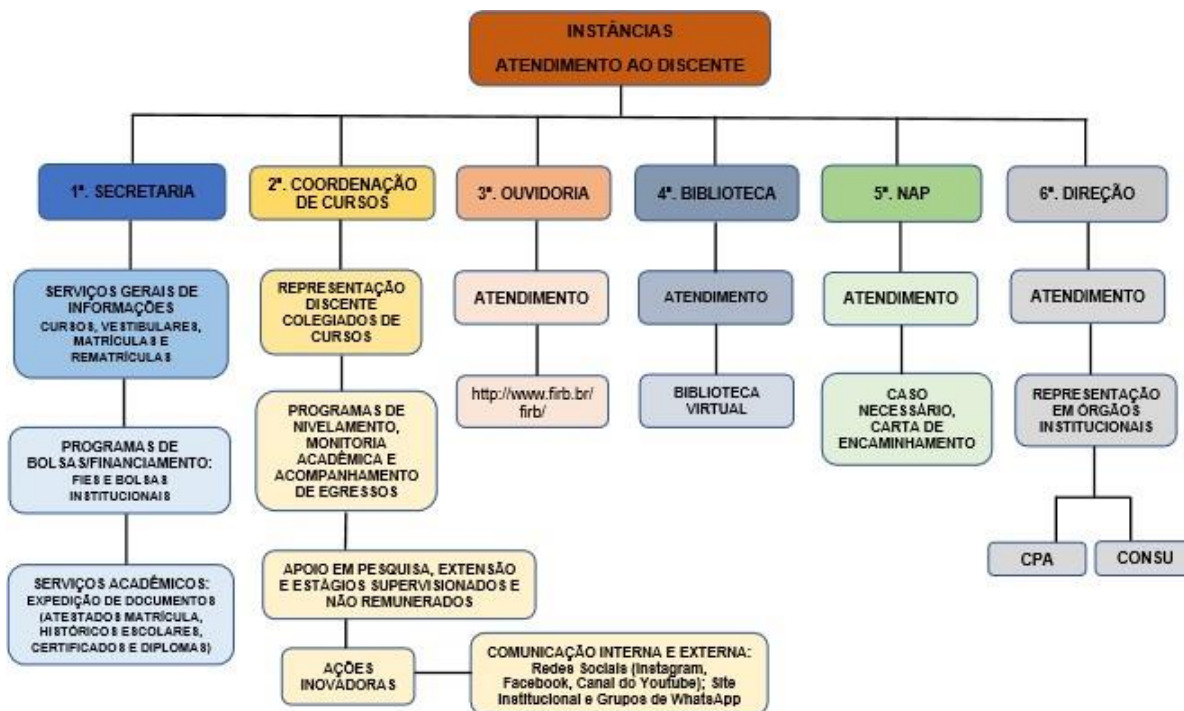 INSTÂNCIAS
ATENDIMENTO AO DISCENTE
1ª. SECRETARIA
SERVIÇOS GERAIS DE
INFORMAÇÕES
CURSOS, VESTIBULARES,
MATRÍCULAS E
REMATRÍCULAS
PROGRAMAS DE
BOLSAS/FINANCIAMENTO:
FIES E BOLSAS
INSTITUCIONAIS
SERVIÇOS ACADÊMICOS:
EXPEDIÇÃO DE DOCUMENTOS
(ATESTADOS MATRÍCULA,
HISTÓRICOS ESCOLARES,
CERTIFICADOS E DIPLOMAS)
2ª. COORDENAÇÃO
DE CURSOS
REPRESENTAÇÃO
DISCENTE
COLEGIADOS DE
CURSOS
PROGRAMAS DE
NIVELAMENTO,
MONITORIA
ACADÊMICA E
ACOMPANHAMENTO
DE EGRESSOS
APOIO EM PESQUISA, EXTENSÃO
E ESTÁGIOS SUPERVISIONADOS E
NÃO REMUNERADOS
AÇÕES
INOVADORAS
COMUNICAÇÃO INTERNA E EXTERNA:
Redes Sociais (Instagram,
Facebook, Canal do Youtube); Site
Institucional e Grupos de WhatsApp
3ª. OUVIDORIA
ATENDIMENTO
http://www.firb.br/
firb/
4ª. BIBLIOTECA
ATENDIMENTO
BIBLIOTECA
VIRTUAL
5ª. NAP
ATENDIMENTO
CASO
NECESSÁRIO,
CARTA DE
ENCAMINHAMENTO
6ª. DIREÇÃO
ATENDIMENTO
REPRESENTAÇÃO
EM ÓRGÃOS
INSTITUCIONAIS
CPA
CONSU